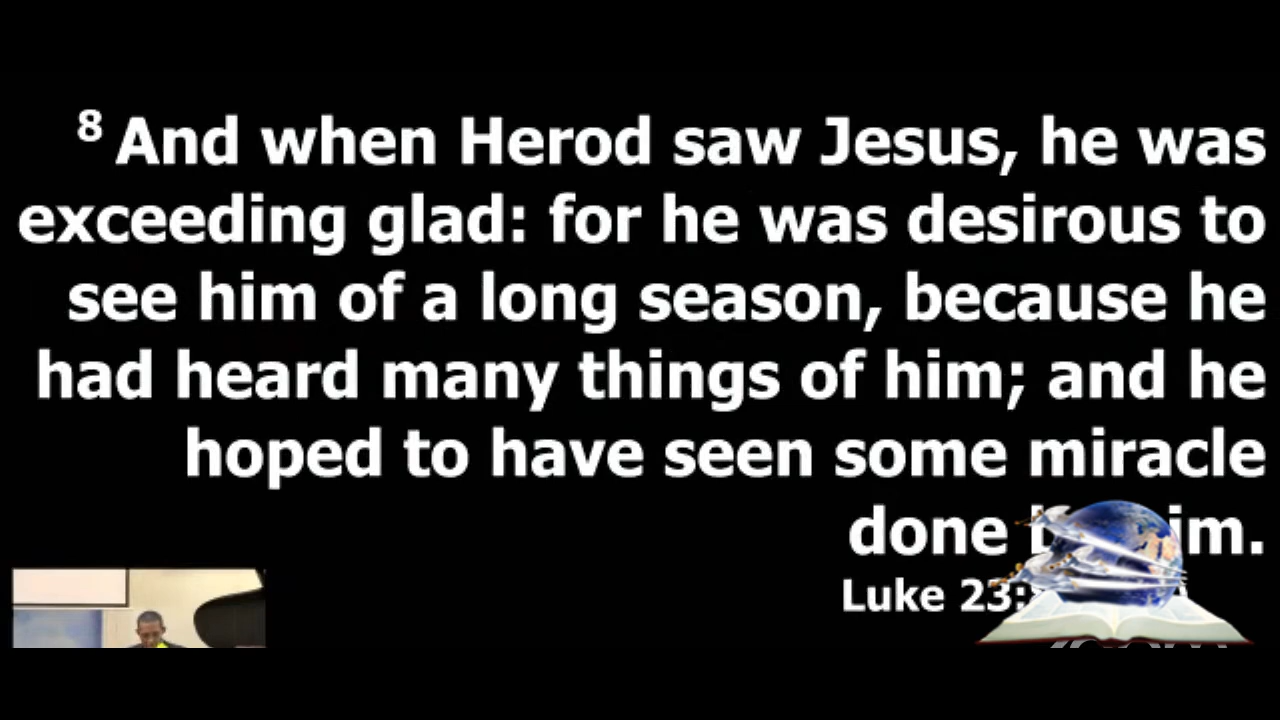 8 And when Herod saw Jesus, he was
exceeding glad: for he was desirous to
see him of a long season, because he
had heard many things of him; and he
hoped to have seen some miracle
done
Luke 23: